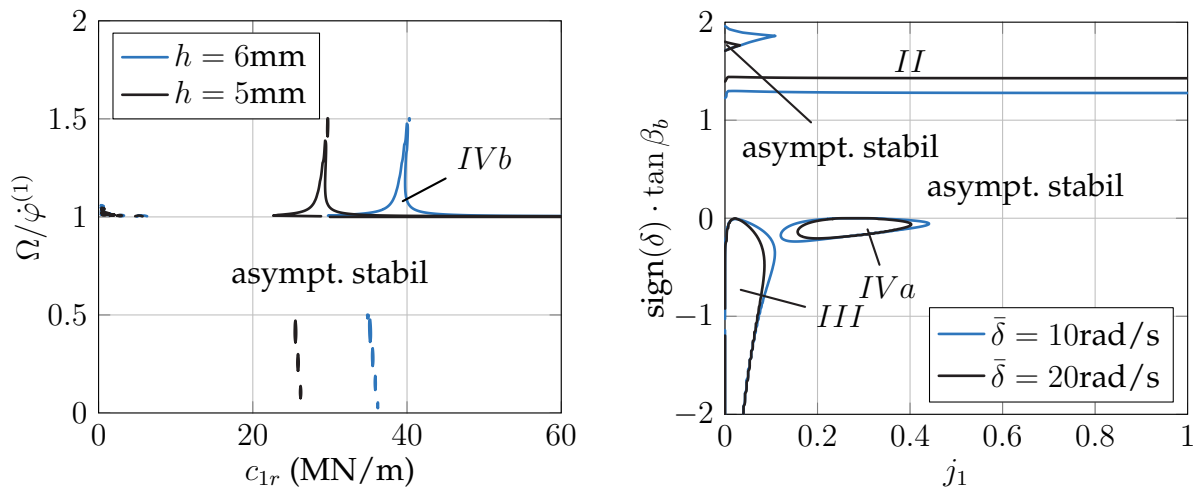 h = 6mm
h = 5mm
2
1.5
1
0.5
0
Ω/φ̇⁽¹⁾
IVb
asympt. stabil
0
20
40
60
c₁ᵣ (MN/m)
2
1
0
−1
−2
sign(δ) · tan β_b
II
asympt. stabil
asympt. stabil
IVa
III
δ̄ = 10rad/s
δ̄ = 20rad/s
0
0.2
0.4
0.6
0.8
1
j₁